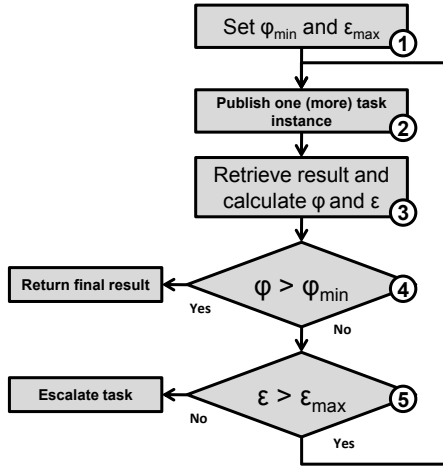 Set φmin and εmax
1
Publish one (more) task
instance
2
Retrieve result and
calculate φ and ε
3
φ > φmin
4
Return final result
Yes
No
ε > εmax
5
Escalate task
No
Yes